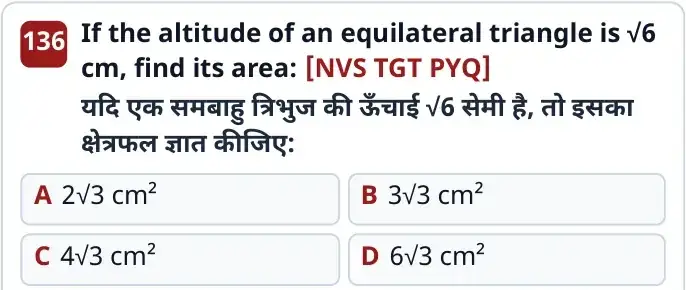 136 If the altitude of an equilateral triangle is √6
cm, find its area: [NVS TGT PYQ]
यदि एक समबाहु त्रिभुज की ऊँचाई √6 सेमी है, तो इसका
क्षेत्रफल ज्ञात कीजिए:
A 2√3 cm²
B 3√3 cm²
C 4√3 cm²
D 6√3 cm²